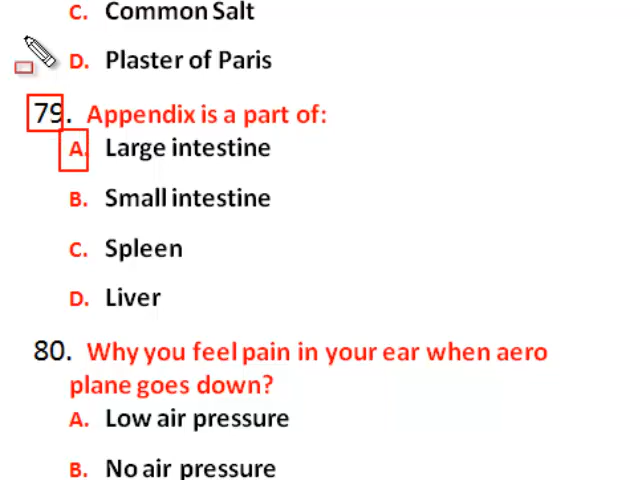 C. Common Salt
D. Plaster of Paris
79. Appendix is a part of:
A. Large intestine
B. Small intestine
C. Spleen
D. Liver
80. Why you feel pain in your ear when aero
plane goes down?
A. Low air pressure
B. No air pressure